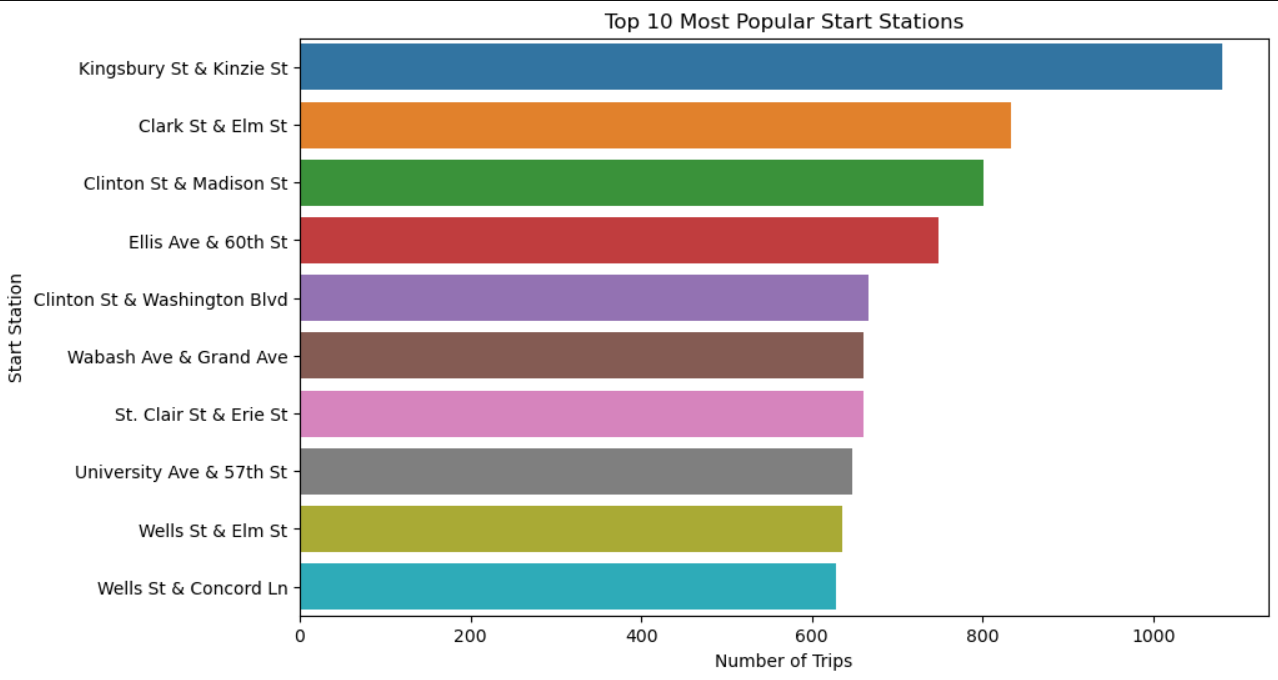 Top 10 Most Popular Start Stations
Start Station
Kingsbury St & Kinzie St
Clark St & Elm St
Clinton St & Madison St
Ellis Ave & 60th St
Clinton St & Washington Blvd
Wabash Ave & Grand Ave
St. Clair St & Erie St
University Ave & 57th St
Wells St & Elm St
Wells St & Concord Ln
0 200 400 600 800 1000
Number of Trips